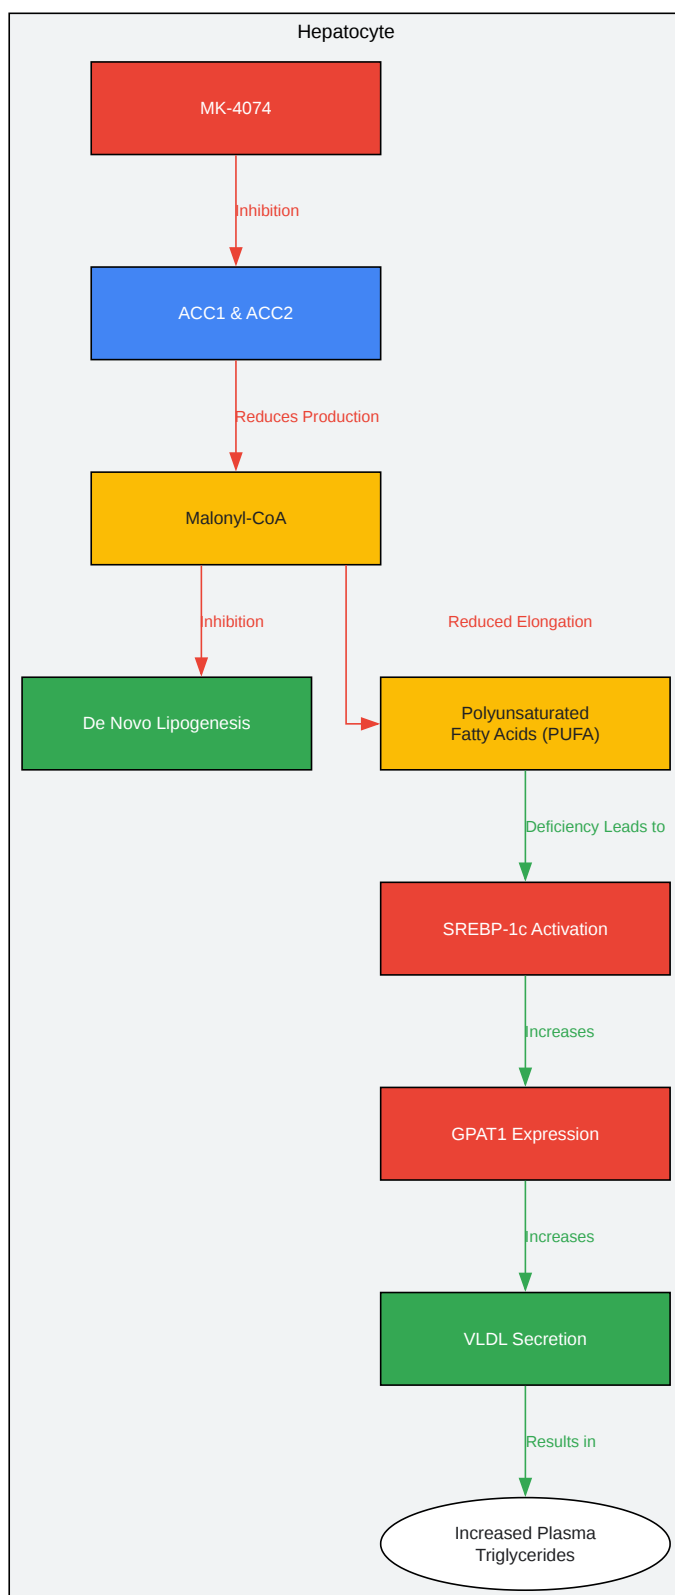 Hepatocyte
MK-4074
Inhibition
ACC1 & ACC2
Reduces Production
Malonyl-CoA
Inhibition
Reduced Elongation
De Novo Lipogenesis
Polyunsaturated
Fatty Acids (PUFA)
Deficiency Leads to
SREBP-1c Activation
Increases
GPAT1 Expression
Increases
VLDL Secretion
Results in
Increased Plasma
Triglycerides